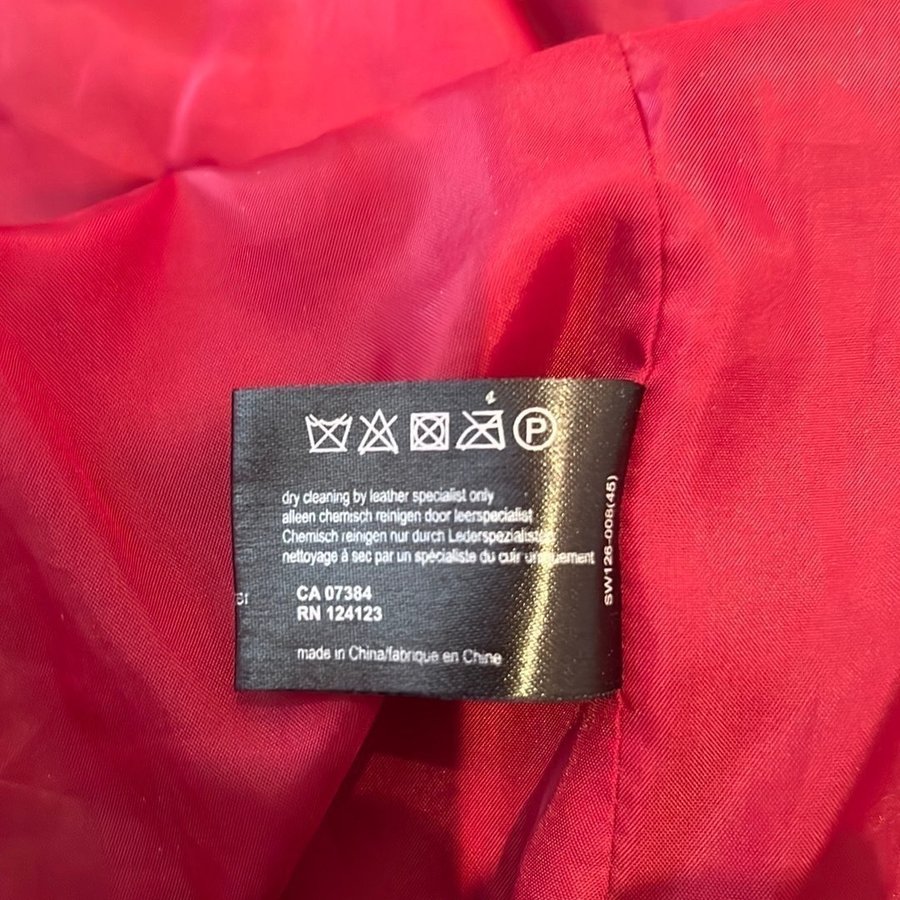 P
dry cleaning by leather specialist only
alleen chemisch reinigen door leerspecialist
Chemisch reinigen nur durch Lederspezialisten
nettoyage à sec par un spécialiste du cuir uniquement
CA 07384
RN 124123
made in China/fabrique en Chine
SW126-008(45)